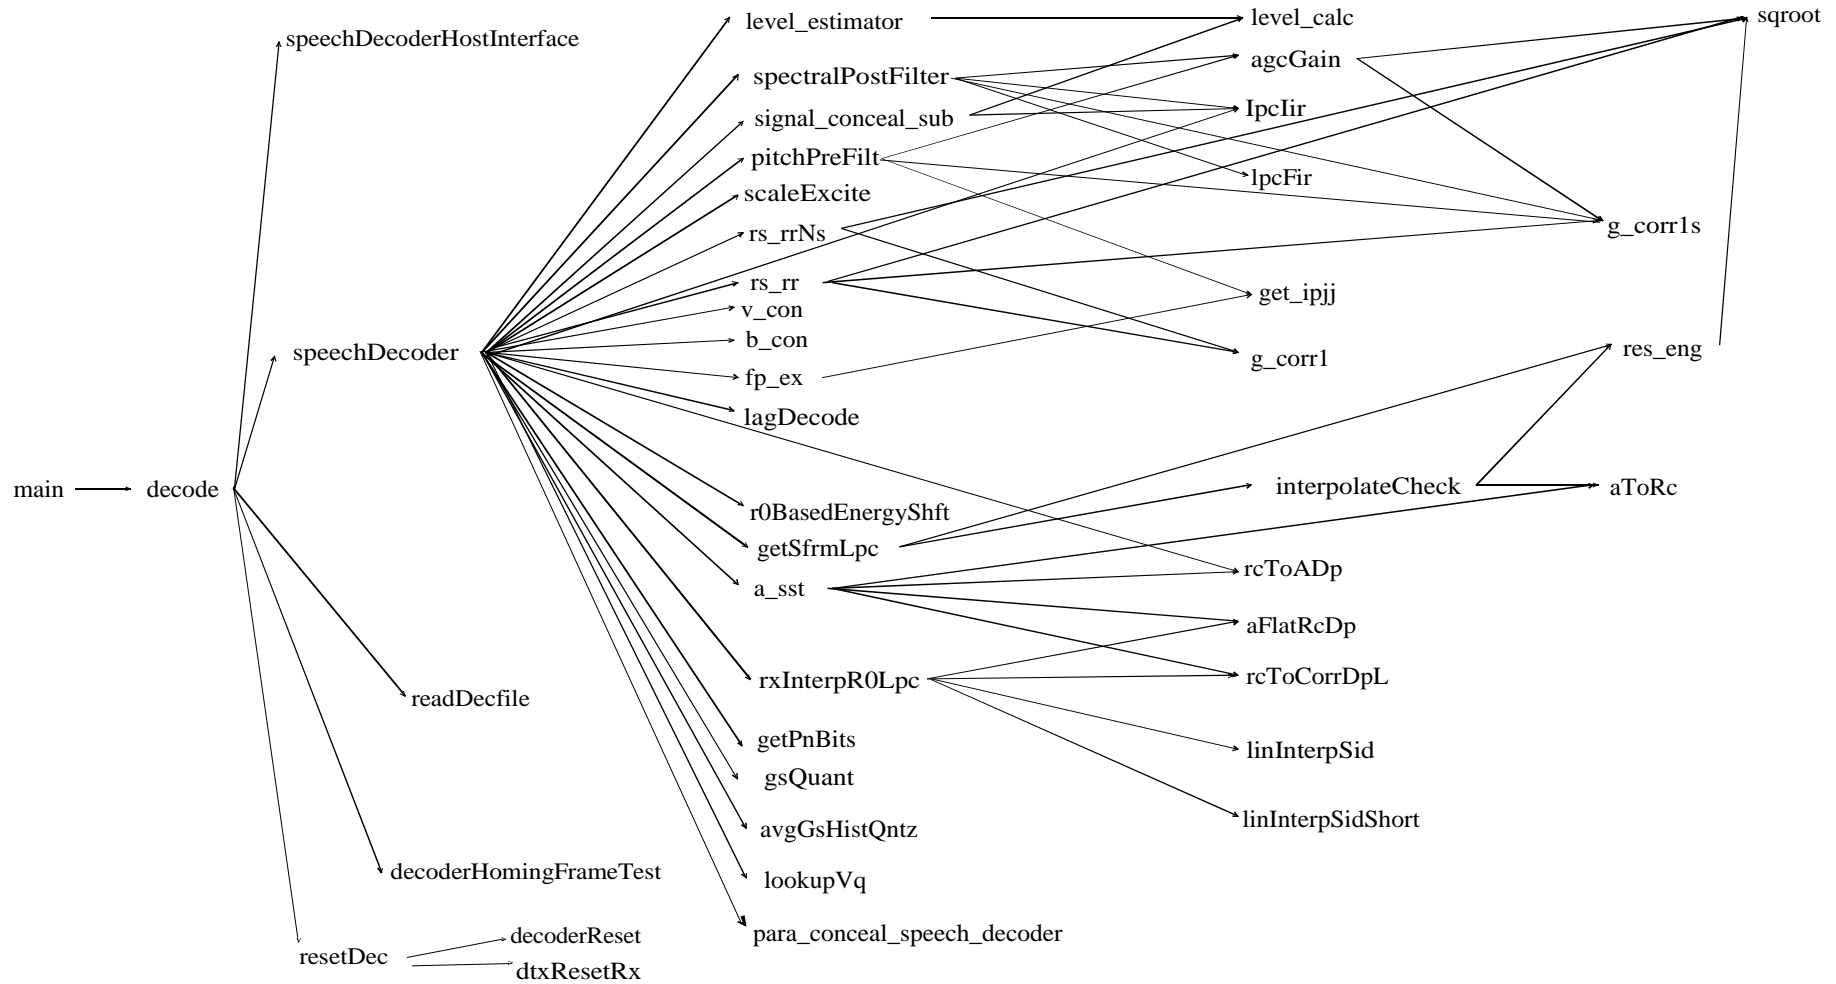 main
decode
speechDecoderHostInterface
speechDecoder
readDecfile
decoderHomingFrameTest
resetDec
decoderReset
dtxResetRx
level_estimator
spectralPostFilter
signal_conceal_sub
pitchPreFilt
scaleExcite
rs_rrNs
rs_rr
v_con
b_con
fp_ex
lagDecode
r0BasedEnergyShft
getSfrmLpc
a_sst
rxInterpR0Lpc
getPnBits
gsQuant
avgGsHistQntz
lookupVq
para_conceal_speech_decoder
level_calc
agcGain
IpcIir
lpcFir
get_ipjj
g_corr1
interpolateCheck
rcToADp
aFlatRcDp
rcToCorrDpL
linInterpSid
linInterpSidShort
sqroot
g_corr1s
res_eng
aToRc